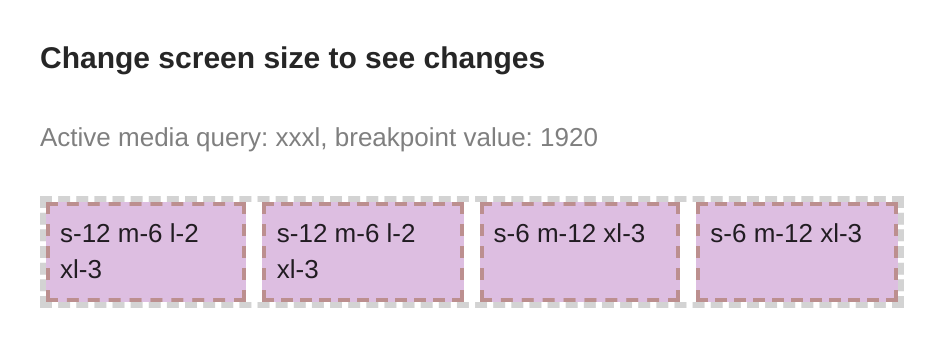 Change screen size to see changes
Active media query: xxxl, breakpoint value: 1920
s-12 m-6 l-2
xl-3
s-12 m-6 l-2
xl-3
s-6 m-12 xl-3
s-6 m-12 xl-3